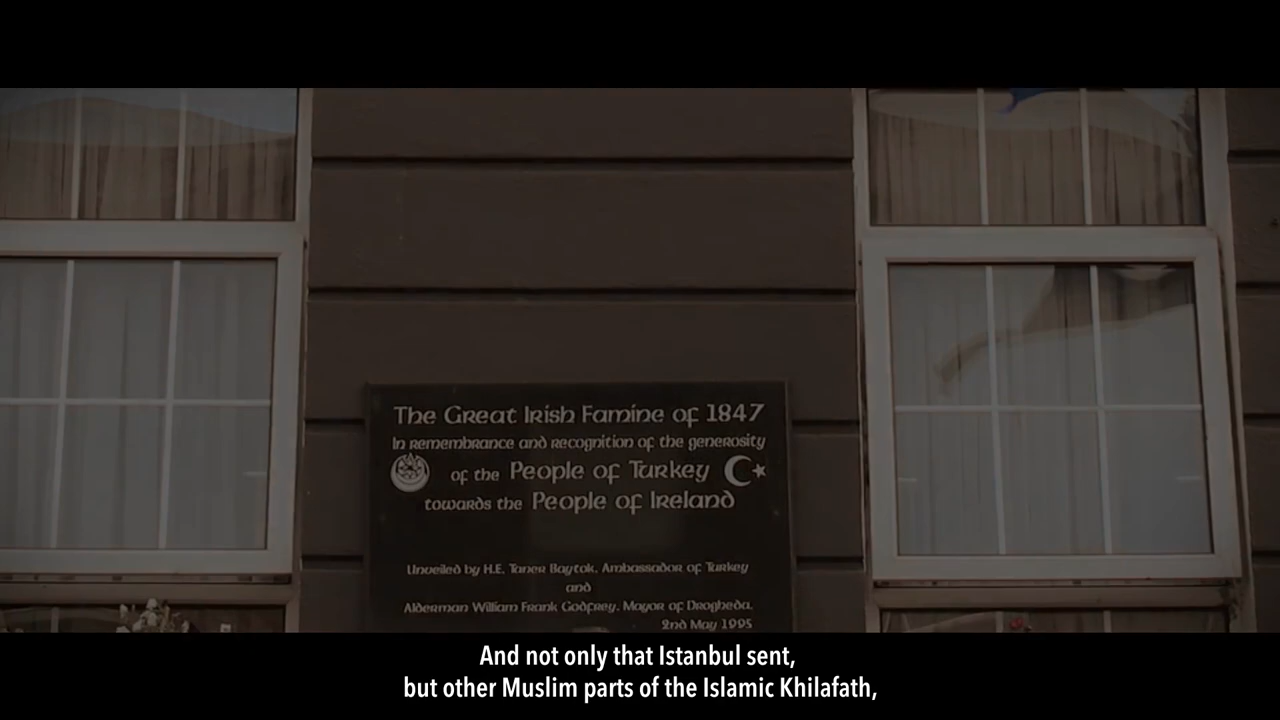 The Great Irish Famine of 1847
In remembrance and recognition of the generosity
of the People of Turkey
towards the People of Ireland
Unveiled by H.E. Taner Baytok, Ambassador of Turkey
and
Alderman William Frank Godfrey, Mayor of Drogheda,
2nd May 1995
And not only that Istanbul sent,
but other Muslim parts of the Islamic Khilafath,